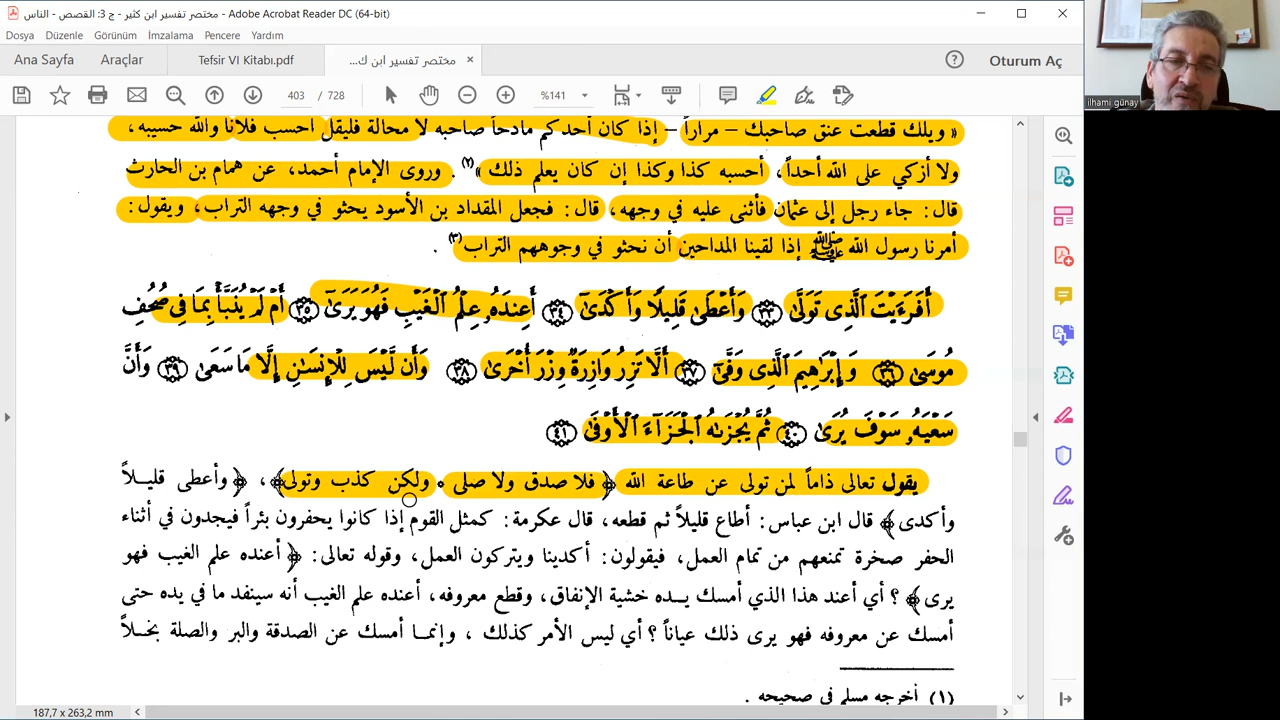 مختصر تفسير ابن كثير - ج 3: القصص - الناس - Adobe Acrobat Reader DC (64-bit)
Dosya Düzenle Görünüm İmzalama Pencere Yardım
Ana Sayfa Araçlar Tefsir VI Kitabı.pdf مختصر تفسير ابن ك... × Oturum Aç
403 / 728 %141
ilhami günay
« ويلك قطعت عنق صاحبك – مراراً – إذا كان أحدكم مادحاً صاحبه لا محالة فليقل احسب فلاناً والله حسيبه،
ولا أزكي على الله أحداً، أحسبه كذا وكذا إن كان يعلم ذلك »(٢) . وروى الإمام أحمد، عن همام بن الحارث
قال: جاء رجل إلى عثمان فأثنى عليه في وجهه، قال: فجعل المقداد بن الأسود يحثو في وجهه التراب، ويقول:
أمرنا رسول الله ﷺ إذا لقينا المداحين أن نحثو في وجوههم التراب(٣) .
أَفَرَءَيْتَ ٱلَّذِى تَوَلَّىٰ ٣٣ وَأَعْطَىٰ قَلِيلًا وَأَكْدَىٰٓ ٣٤ أَعِندَهُۥ عِلْمُ ٱلْغَيْبِ فَهُوَ يَرَىٰٓ ٣٥ أَمْ لَمْ يُنَبَّأْ بِمَا فِى صُحُفِ
مُوسَىٰ ٣٦ وَإِبْرَٰهِيمَ ٱلَّذِى وَفَّىٰٓ ٣٧ أَلَّا تَزِرُ وَازِرَةٌ وِزْرَ أُخْرَىٰ ٣٨ وَأَن لَّيْسَ لِلْإِنسَٰنِ إِلَّا مَا سَعَىٰ ٣٩ وَأَنَّ
سَعْيَهُۥ سَوْفَ يُرَىٰ ٤٠ ثُمَّ يُجْزَىٰهُ ٱلْجَزَآءَ ٱلْأَوْفَىٰ ٤١
يقول تعالى ذاماً لمن تولى عن طاعة الله ﴿ فلا صدق ولا صلى ٠ ولكن كذب وتولى﴾، ﴿ وأعطى قليـلاً
وأكدى ﴾ قال ابن عباس: أطاع قليلاً ثم قطعه، قال عكرمة: كمثل القوم إذا كانوا يحفرون بئراً فيجدون في أثناء
الحفر صخرة تمنعهم من تمام العمل، فيقولون: أكدينا ويتركون العمل، وقوله تعالى: ﴿ أعنده علم الغيب فهو
يرى ﴾ ؟ أي أعند هذا الذي أمسك يـده خشية الإنفاق، وقطع معروفه، أعنده علم الغيب أنه سينفد ما في يده حتى
أمسك عن معروفه فهو يرى ذلك عياناً ؟ أي ليس الأمر كذلك ، وإنمـا أمسك عن الصدقة والبر والصلة بخـلاً
(١) أخرجه مسلم في صحيحه .
187,7 x 263,2 mm